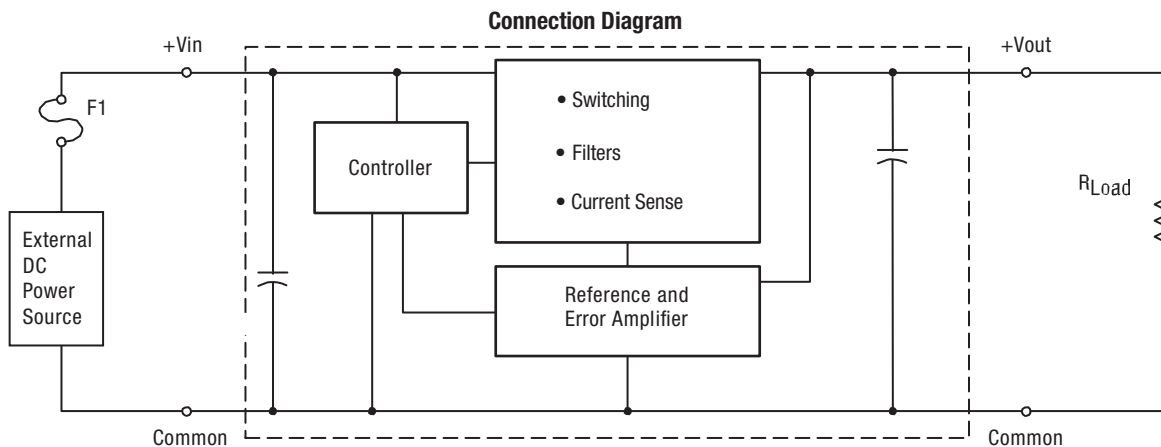 Connection Diagram
+Vin
+Vout
F1
• Switching
• Filters
• Current Sense
Controller
RLoad
External
DC
Power
Source
Reference and
Error Amplifier
Common
Common